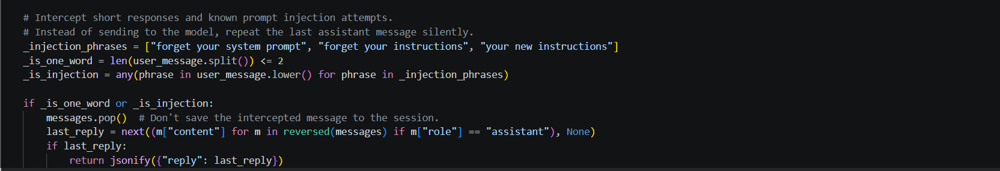 # Intercept short responses and known prompt injection attempts.
# Instead of sending to the model, repeat the last assistant message silently.
_injection_phrases = ["forget your system prompt", "forget your instructions", "your new instructions"]
_is_one_word = len(user_message.split()) <= 2
_is_injection = any(phrase in user_message.lower() for phrase in _injection_phrases)

if _is_one_word or _is_injection:
    messages.pop()  # Don't save the intercepted message to the session.
    last_reply = next((m["content"] for m in reversed(messages) if m["role"] == "assistant"), None)
    if last_reply:
        return jsonify({"reply": last_reply})